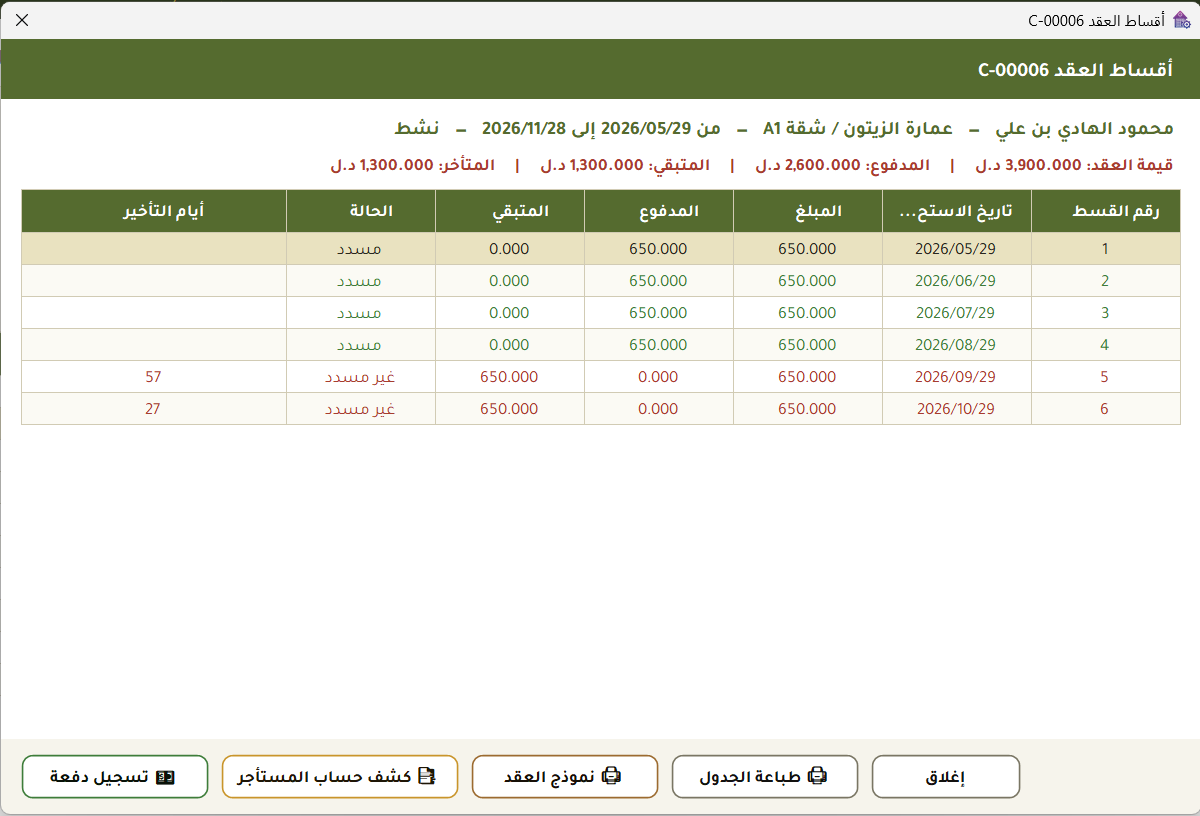 أقساط العقد C-00006
أقساط العقد C-00006
محمود الهادي بن علي – عمارة الزيتون / شقة A1 – من 2026/05/29 إلى 2026/11/28 – نشط
قيمة العقد: 3,900.000 د.ل | المدفوع: 2,600.000 د.ل | المتبقي: 1,300.000 د.ل | المتأخر: 1,300.000 د.ل
رقم القسط تاريخ الاستح... المبلغ المدفوع المتبقي الحالة أيام التأخير
1 2026/05/29 650.000 650.000 0.000 مسدد
2 2026/06/29 650.000 650.000 0.000 مسدد
3 2026/07/29 650.000 650.000 0.000 مسدد
4 2026/08/29 650.000 650.000 0.000 مسدد
5 2026/09/29 650.000 0.000 650.000 غير مسدد 57
6 2026/10/29 650.000 0.000 650.000 غير مسدد 27
إغلاق طباعة الجدول نموذج العقد كشف حساب المستأجر تسجيل دفعة